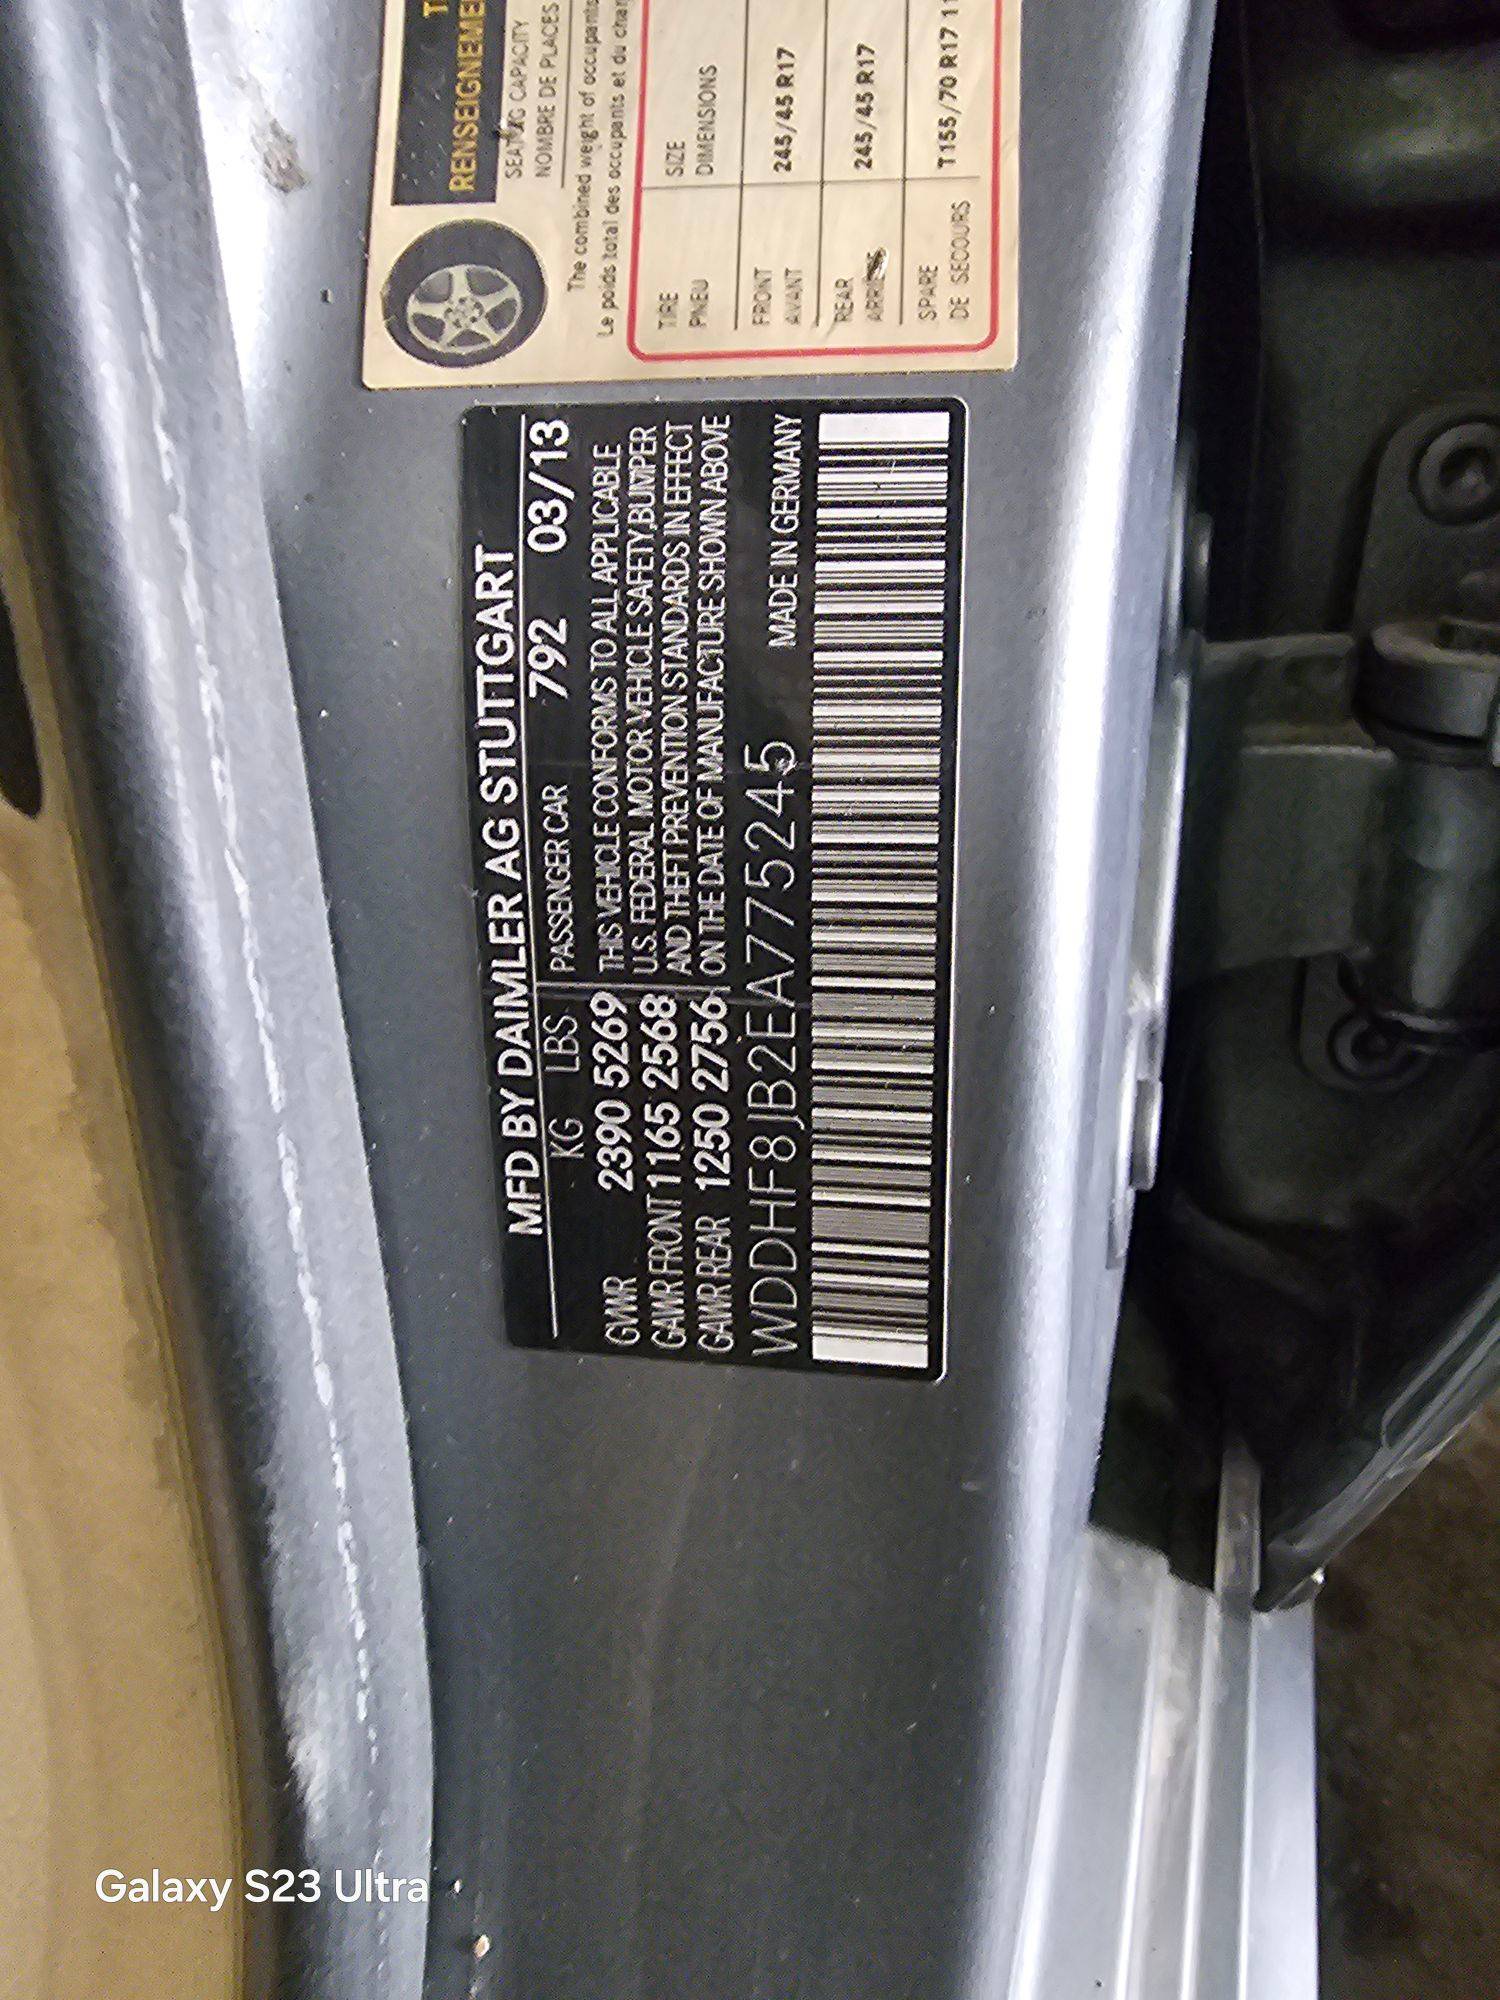 RENSEIGNEME
SEATING CAPACITY
NOMBRE DE PLACES
The combined weight of occupants
Le poids total des occupants et du char
TIRE SIZE
PNEU DIMENSIONS
FRONT 245/45 R17
AVANT
REAR 245/45 R17
ARRIERE
SPARE T155/70 R17 11
DE SECOURS
MFD BY DAIMLER AG STUTTGART
KG LBS PASSENGER CAR 792 03/13
GVWR 2390 5269 THIS VEHICLE CONFORMS TO ALL APPLICABLE
U.S. FEDERAL MOTOR VEHICLE SAFETY,BUMPER
GAWR FRONT 1165 2568 AND THEFT PREVENTION STANDARDS IN EFFECT
GAWR REAR 1250 2756 ON THE DATE OF MANUFACTURE SHOWN ABOVE
WDDHF8JB2EA775245 MADE IN GERMANY
Galaxy S23 Ultra